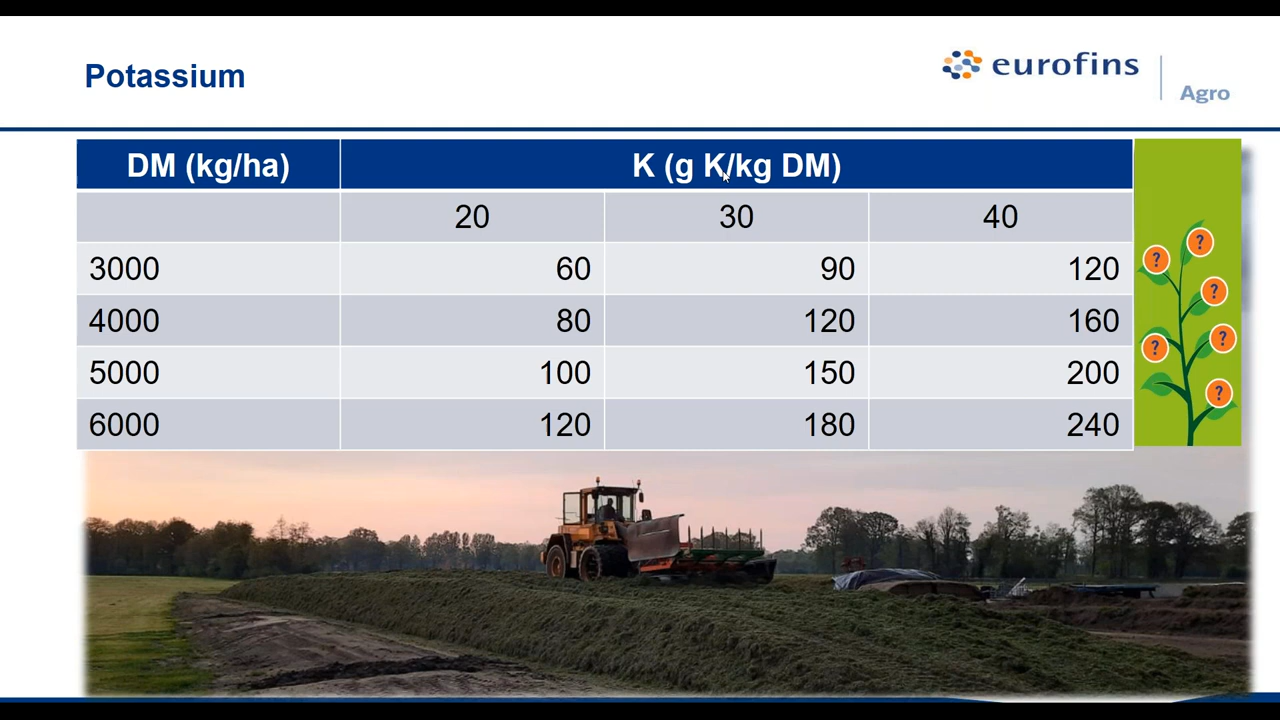 Potassium
eurofins
Agro
DM (kg/ha) K (g K/kg DM)
20 30 40
3000 60 90 120
4000 80 120 160
5000 100 150 200
6000 120 180 240
? ? ? ? ? ?